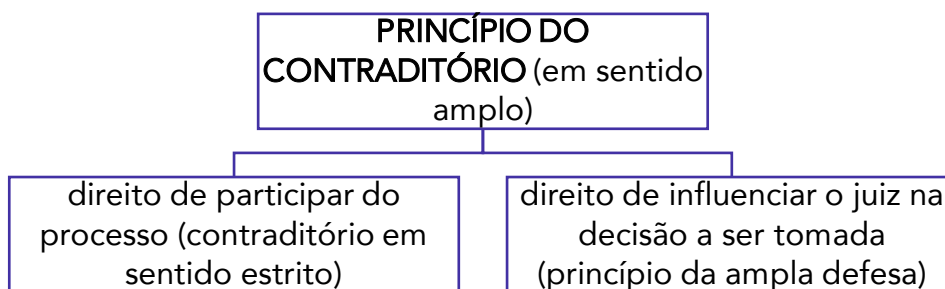 PRINCÍPIO DO
CONTRADITÓRIO (em sentido
amplo)
direito de participar do
processo (contraditório em
sentido estrito)
direito de influenciar o juiz na
decisão a ser tomada
(princípio da ampla defesa)